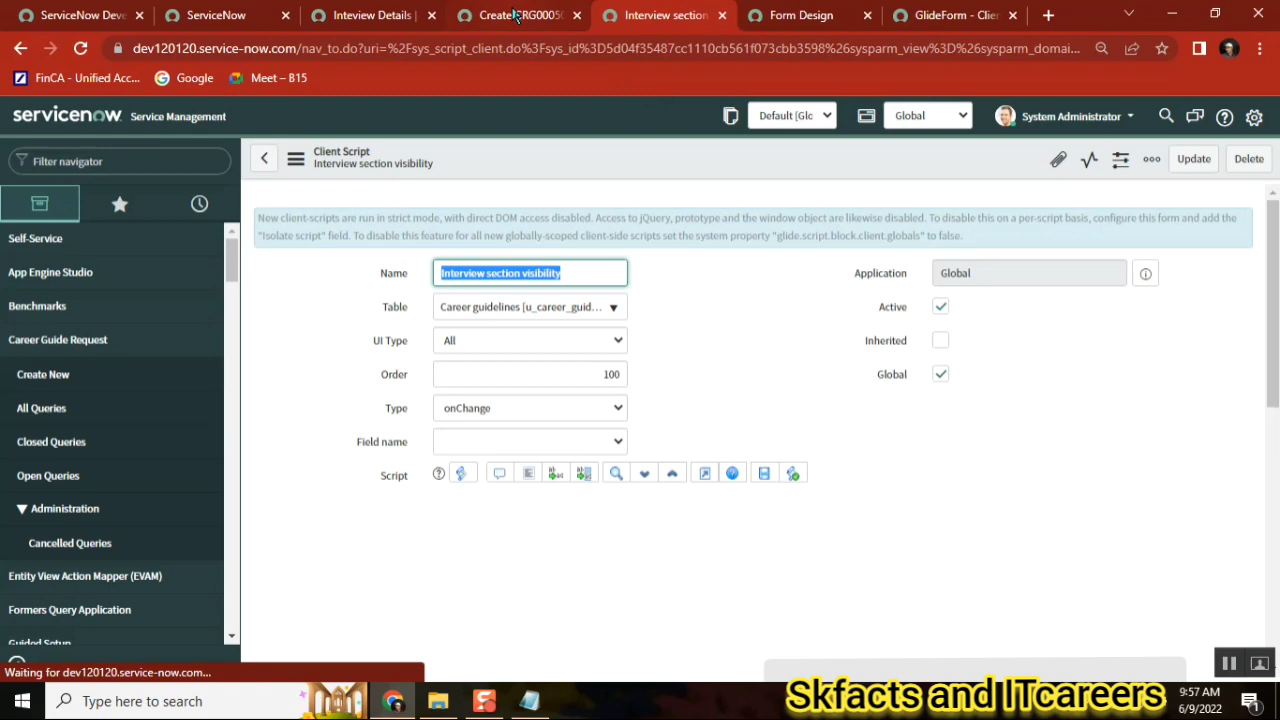 ServiceNow Deve
ServiceNow
Inteview Details |
Create
Interview section
Form Design
GlideForm - Clie
dev120120.service-now.com/nav_to.do?uri=%2Fsys_script_client.do%3Fsys_id%3D5d04f35487cc1110cb561f073cbb3598%26sysparm_view%3D%26sysparm_domai...
FinCA - Unified Acc...
Google
Meet – B15
servicenow Service Management
Default [Glc
Global
System Administrator
Filter navigator
Client Script
Interview section visibility
Update
Delete
New client-scripts are run in strict mode, with direct DOM access disabled. Access to jQuery, prototype and the window object are likewise disabled. To disable this on a per-script basis, configure this form and add the
"Isolate script" field. To disable this feature for all new globally-scoped client-side scripts set the system property "glide.script.block.client.globals" to false.
Self-Service
App Engine Studio
Benchmarks
Career Guide Request
Create New
All Queries
Closed Queries
Open Queries
Administration
Cancelled Queries
Entity View Action Mapper (EVAM)
Formers Query Application
Guided Setup
Name Interview section visibility
Table Career guidelines [u_career_guid...
UI Type All
Order 100
Type onChange
Field name
Script
Application Global
Active
Inherited
Global
Waiting for dev120120.service-now.com...
Type here to search
Skfacts and ITcareers
9:57 AM
6/9/2022